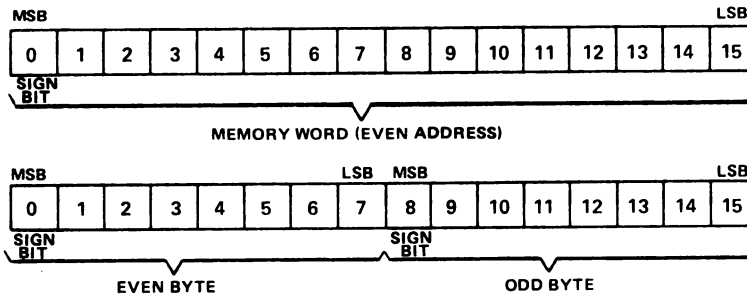 MSB LSB
0 1 2 3 4 5 6 7 8 9 10 11 12 13 14 15
SIGN
BIT
MEMORY WORD (EVEN ADDRESS)
MSB LSB MSB LSB
0 1 2 3 4 5 6 7 8 9 10 11 12 13 14 15
SIGN SIGN
BIT BIT
EVEN BYTE ODD BYTE